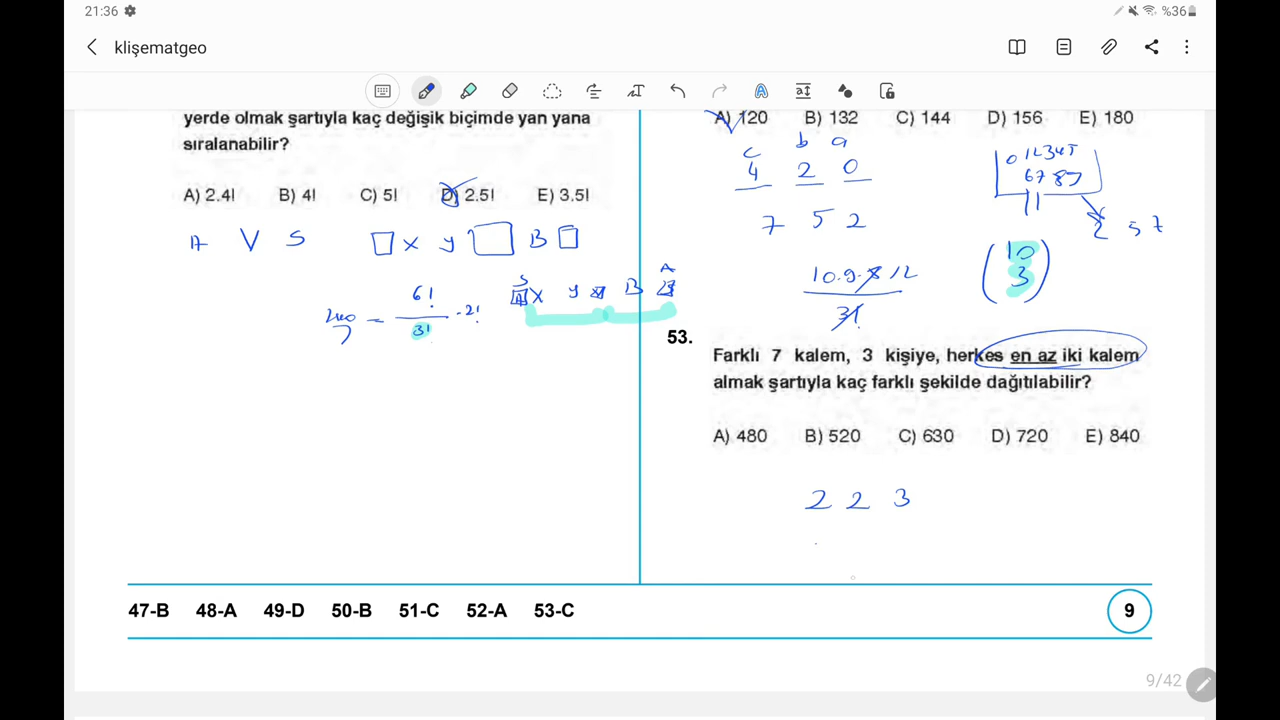 21:36
%36
klişematgeo
yerde olmak şartıyla kaç değişik biçimde yan yana
sıralanabilir?
A) 2.4! B) 4! C) 5! D) 2.5! E) 3.5!
A V S
X y B
6!
3!
.2!
S X y B A
A) 120 B) 132 C) 144 D) 156 E) 180
c b a
4 2 0
7 5 2
0 1 2 3 4 5
6 7 8 9
2 5 7
10.9.8
3!
(10
3)
53.
Farklı 7 kalem, 3 kişiye, herkes en az iki kalem
almak şartıyla kaç farklı şekilde dağıtılabilir?
A) 480 B) 520 C) 630 D) 720 E) 840
2 2 3
47-B 48-A 49-D 50-B 51-C 52-A 53-C
9
9/42